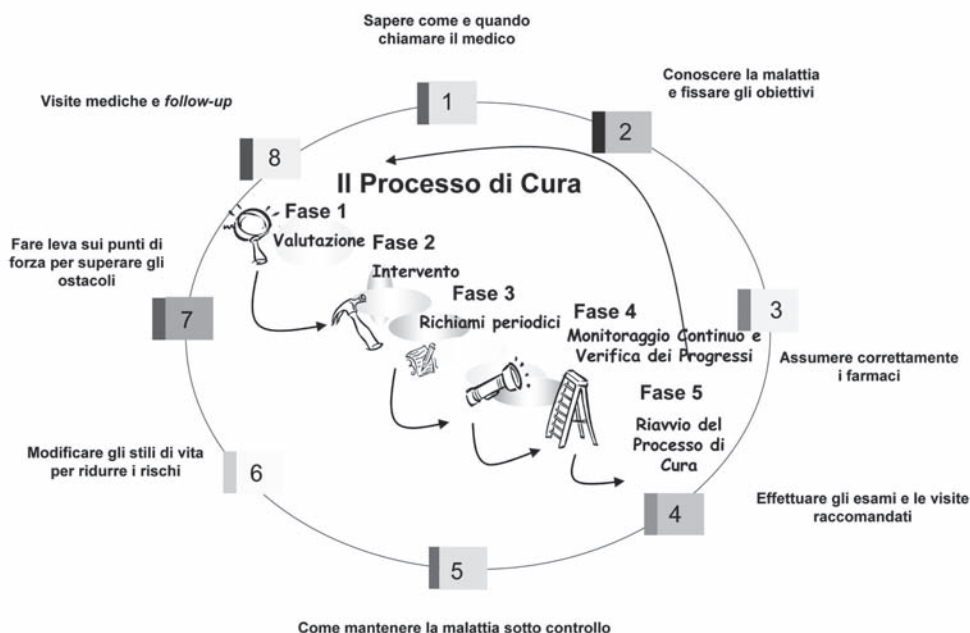 Sapere come e quando
chiamare il medico
1
Conoscere la malattia
e fissare gli obiettivi
2
Visite mediche e follow-up
8
Il Processo di Cura
Fase 1
Valutazione
Fase 2
Intervento
Fase 3
Richiami periodici
Fase 4
Monitoraggio Continuo e
Verifica dei Progressi
Fase 5
Riavvio del
Processo di
Cura
3
Assumere correttamente
i farmaci
Fare leva sui punti di
forza per superare gli
ostacoli
7
Modificare gli stili di vita
per ridurre i rischi
6
4
Effettuare gli esami e le visite
raccomandati
5
Come mantenere la malattia sotto controllo